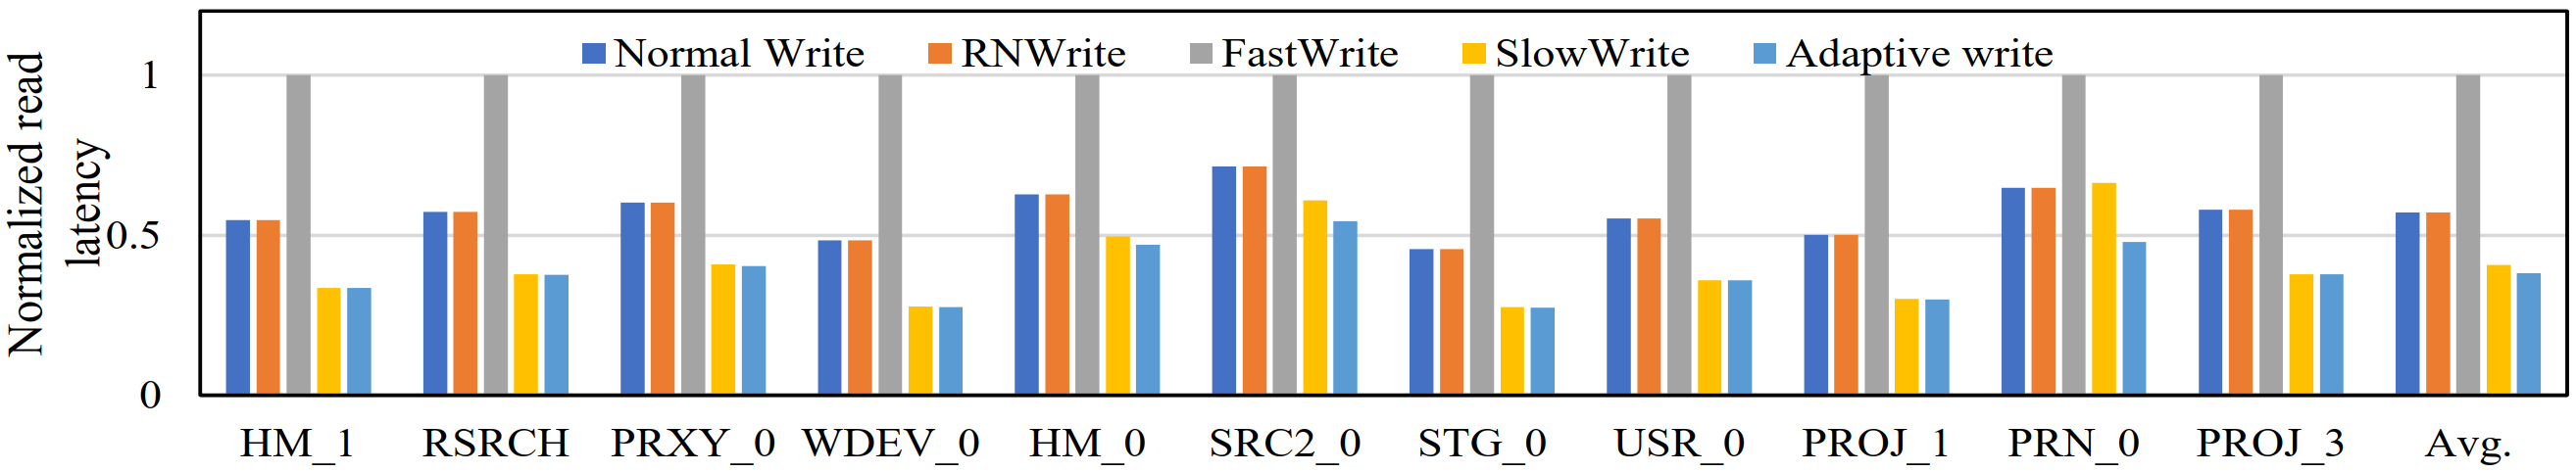 Normalized read
latency
Normal Write RNWrite FastWrite SlowWrite Adaptive write
1
0.5
0
HM_1 RSRCH PRXY_0 WDEV_0 HM_0 SRC2_0 STG_0 USR_0 PROJ_1 PRN_0 PROJ_3 Avg.